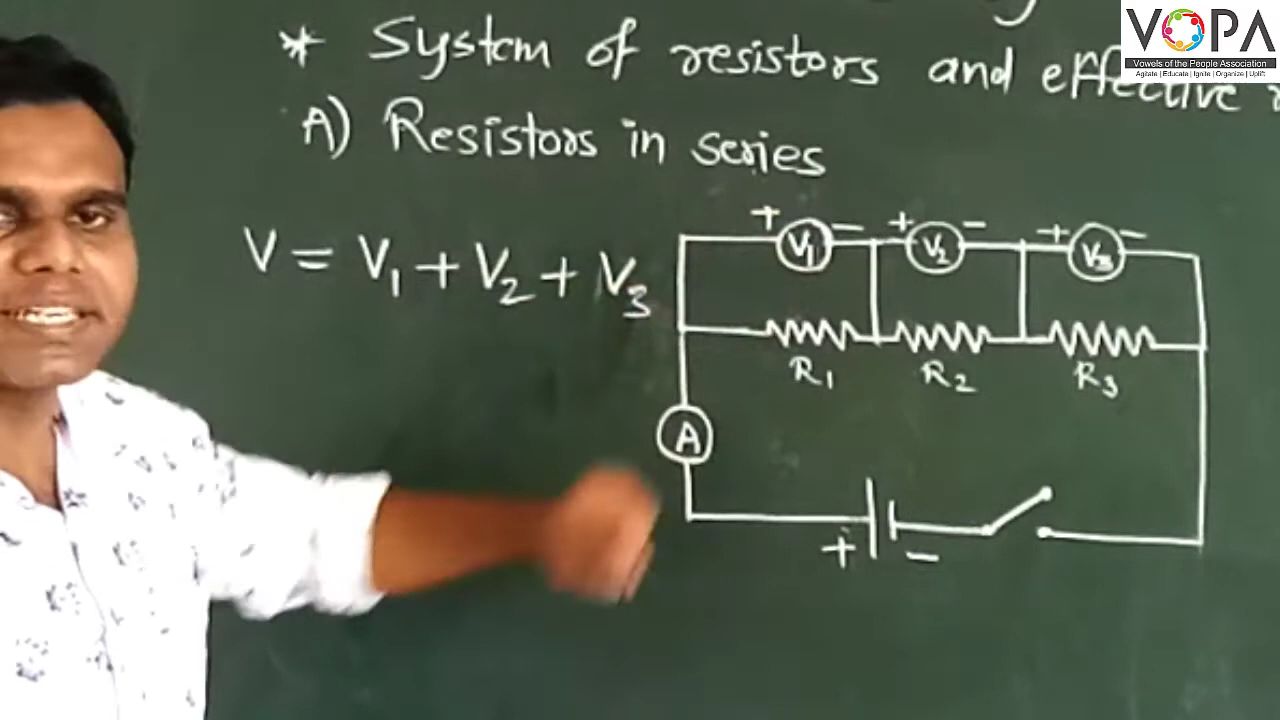 VOPA
Vowels of the People Association
Agitate | Educate | Ignite | Organize | Uplift
* System of resistors and effective
A) Resistors in series
V = V₁ + V₂ + V₃
+ V₁ − + V₂ − + V₃ −
R₁ R₂ R₃
A
+ −